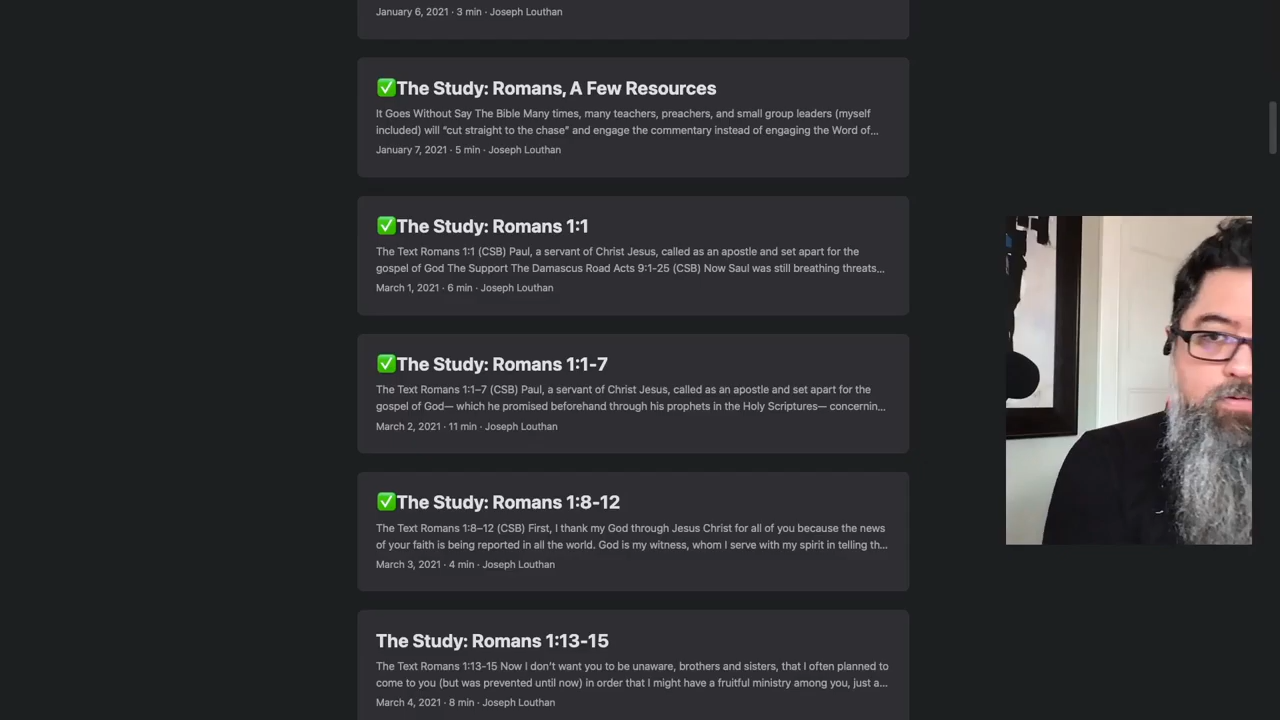 January 6, 2021 · 3 min · Joseph Louthan
✅The Study: Romans, A Few Resources
It Goes Without Say The Bible Many times, many teachers, preachers, and small group leaders (myself
included) will “cut straight to the chase” and engage the commentary instead of engaging the Word of...
January 7, 2021 · 5 min · Joseph Louthan
✅The Study: Romans 1:1
The Text Romans 1:1 (CSB) Paul, a servant of Christ Jesus, called as an apostle and set apart for the
gospel of God The Support The Damascus Road Acts 9:1-25 (CSB) Now Saul was still breathing threats...
March 1, 2021 · 6 min · Joseph Louthan
✅The Study: Romans 1:1-7
The Text Romans 1:1–7 (CSB) Paul, a servant of Christ Jesus, called as an apostle and set apart for the
gospel of God— which he promised beforehand through his prophets in the Holy Scriptures— concernin...
March 2, 2021 · 11 min · Joseph Louthan
✅The Study: Romans 1:8-12
The Text Romans 1:8–12 (CSB) First, I thank my God through Jesus Christ for all of you because the news
of your faith is being reported in all the world. God is my witness, whom I serve with my spirit in telling th...
March 3, 2021 · 4 min · Joseph Louthan
The Study: Romans 1:13-15
The Text Romans 1:13-15 Now I don’t want you to be unaware, brothers and sisters, that I often planned to
come to you (but was prevented until now) in order that I might have a fruitful ministry among you, just a...
March 4, 2021 · 8 min · Joseph Louthan